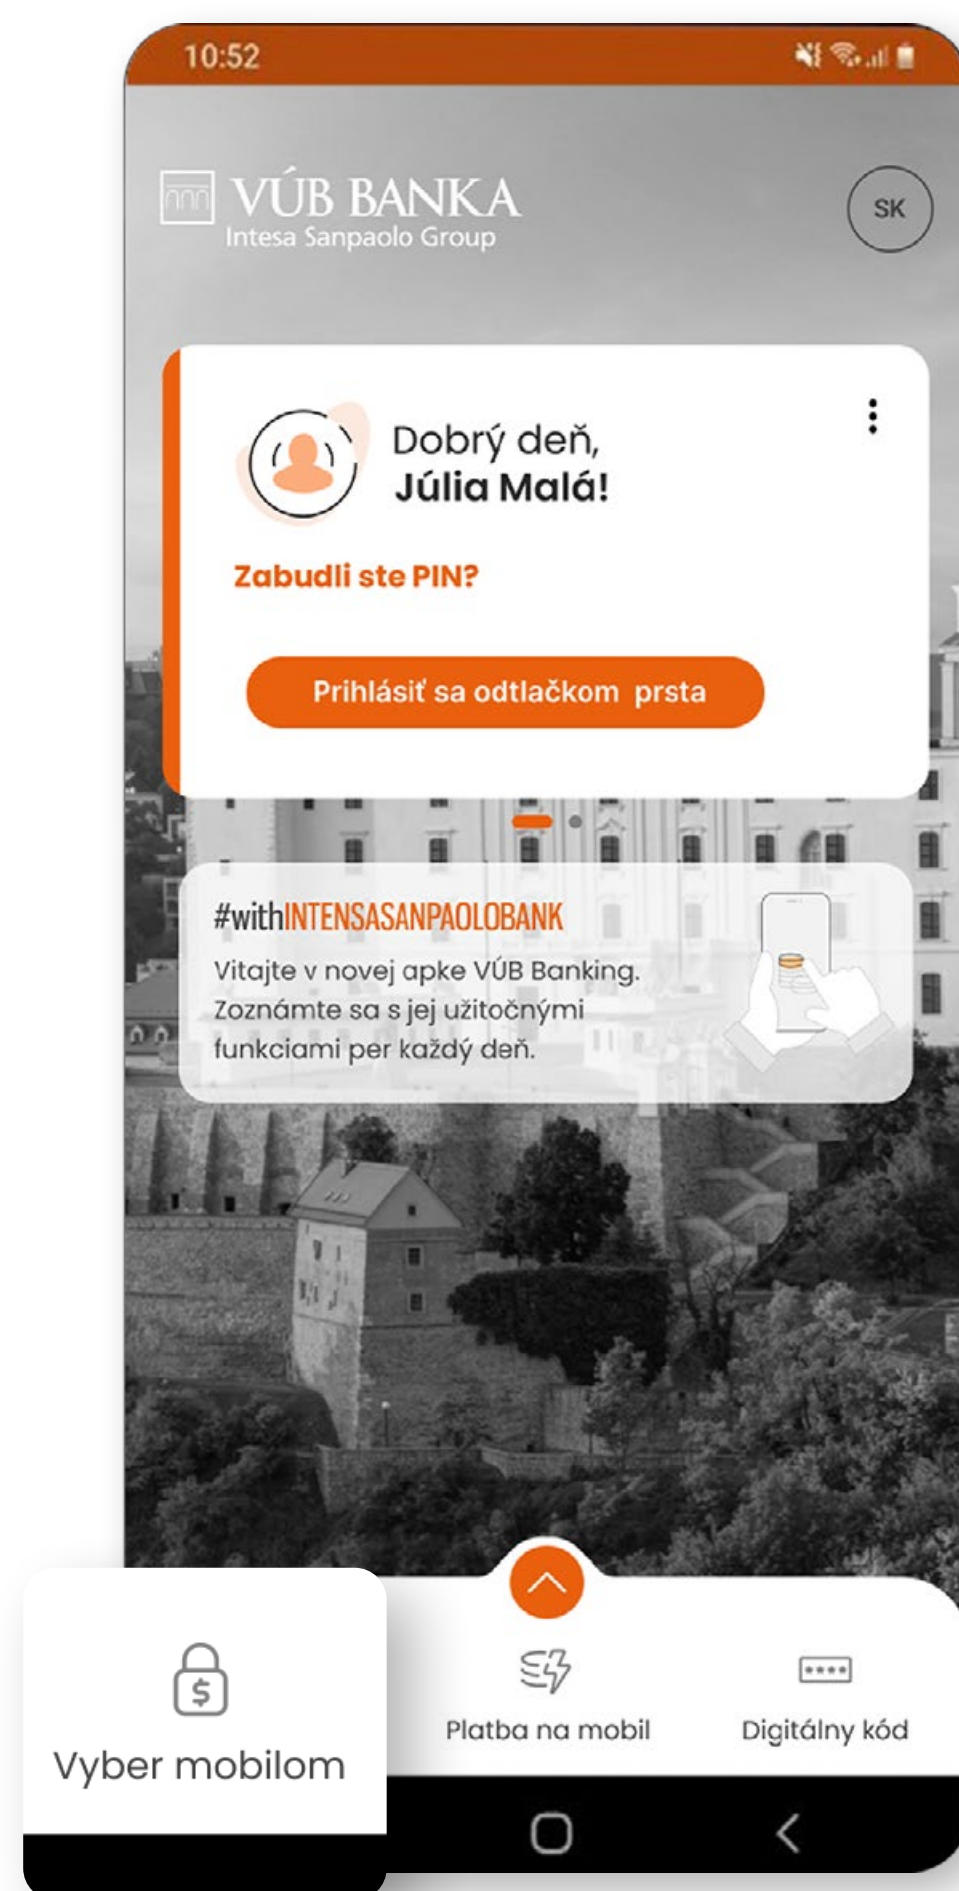 10:52
VÚB BANKA
Intesa Sanpaolo Group
SK
Dobrý deň,
Júlia Malá!
Zabudli ste PIN?
Prihlásiť sa odtlačkom prsta
#withINTENSASANPAOLOBANK
Vitajte v novej apke VÚB Banking.
Zoznámte sa s jej užitočnými
funkciami per každý deň.
Vyber mobilom
Platba na mobil
Digitálny kód